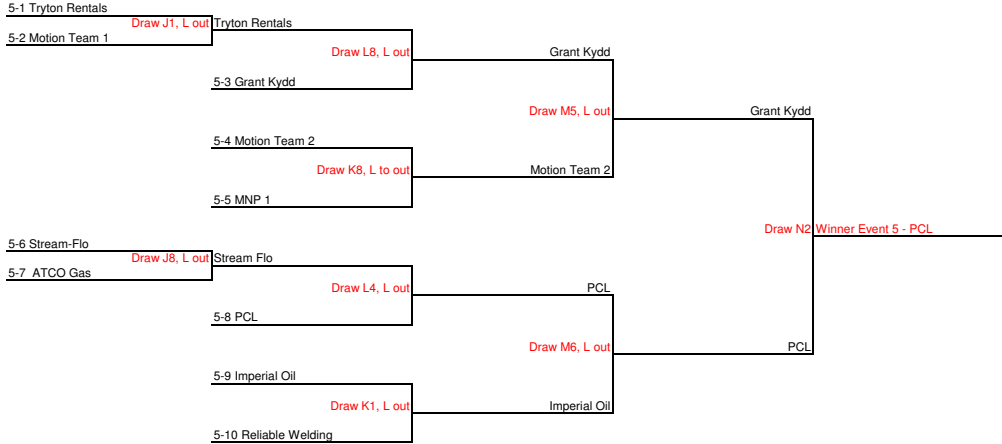 5-1 Tryton Rentals
Draw J1, L out Tryton Rentals
5-2 Motion Team 1
Draw L8, L out
Grant Kydd
5-3 Grant Kydd
Draw M5, L out
Grant Kydd
5-4 Motion Team 2
Draw K8, L to out
Motion Team 2
5-5 MNP 1
Draw N2 Winner Event 5 - PCL
5-6 Stream-Flo
Draw J8, L out Stream Flo
5-7 ATCO Gas
Draw L4, L out
PCL
5-8 PCL
Draw M6, L out
PCL
5-9 Imperial Oil
Draw K1, L out
Imperial Oil
5-10 Reliable Welding